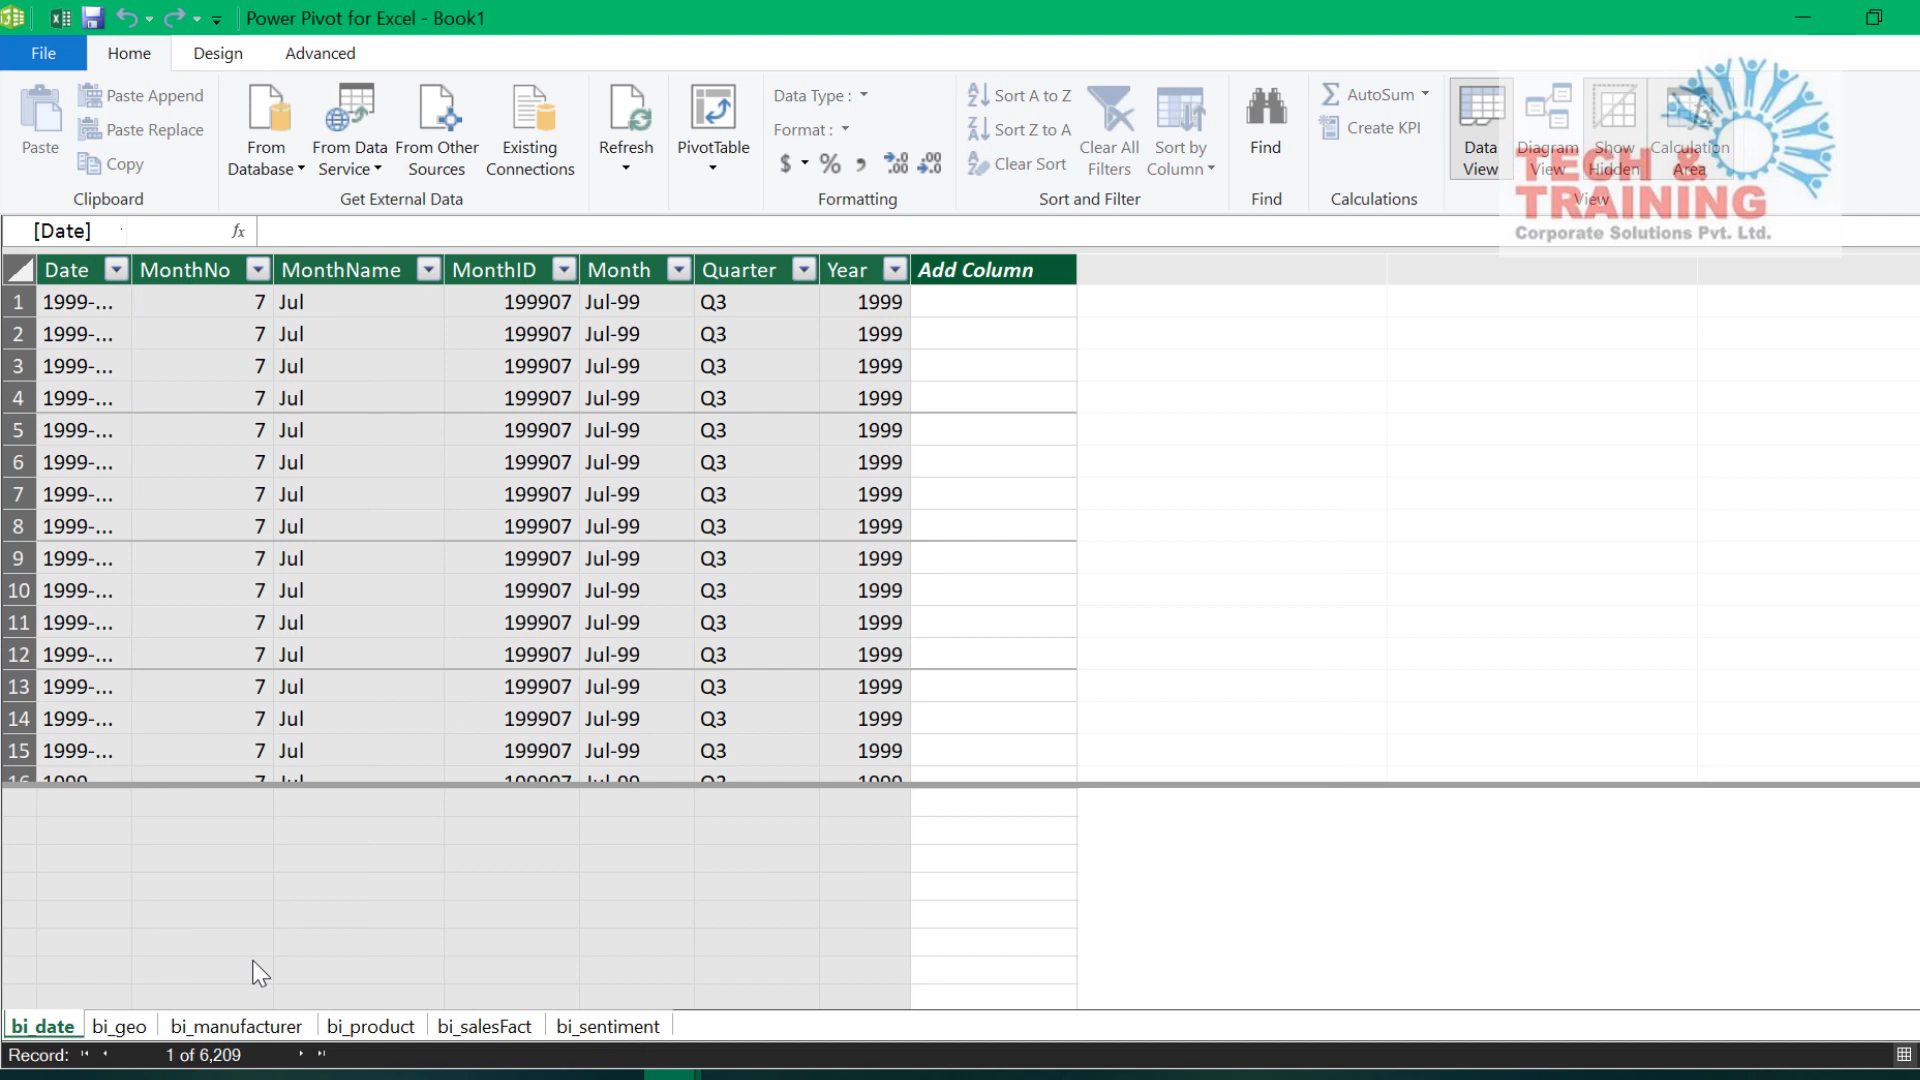 Power Pivot for Excel - Book1
File Home Design Advanced
Paste
Paste Append
Paste Replace
Copy
Clipboard
From Database
From Data Service
From Other Sources
Existing Connections
Get External Data
Refresh
PivotTable
Data Type :
Format :
$ % ,
Formatting
Sort A to Z
Sort Z to A
Clear Sort
Clear All Filters
Sort by Column
Sort and Filter
Find
Find
AutoSum
Create KPI
Calculations
Data View
Diagram View
Show Hidden
Calculation Area
View
TECH &
TRAINING
Corporate Solutions Pvt. Ltd.
[Date] fx
Date MonthNo MonthName MonthID Month Quarter Year Add Column
1 1999-... 7 Jul 199907 Jul-99 Q3 1999
2 1999-... 7 Jul 199907 Jul-99 Q3 1999
3 1999-... 7 Jul 199907 Jul-99 Q3 1999
4 1999-... 7 Jul 199907 Jul-99 Q3 1999
5 1999-... 7 Jul 199907 Jul-99 Q3 1999
6 1999-... 7 Jul 199907 Jul-99 Q3 1999
7 1999-... 7 Jul 199907 Jul-99 Q3 1999
8 1999-... 7 Jul 199907 Jul-99 Q3 1999
9 1999-... 7 Jul 199907 Jul-99 Q3 1999
10 1999-... 7 Jul 199907 Jul-99 Q3 1999
11 1999-... 7 Jul 199907 Jul-99 Q3 1999
12 1999-... 7 Jul 199907 Jul-99 Q3 1999
13 1999-... 7 Jul 199907 Jul-99 Q3 1999
14 1999-... 7 Jul 199907 Jul-99 Q3 1999
15 1999-... 7 Jul 199907 Jul-99 Q3 1999
bi_date bi_geo bi_manufacturer bi_product bi_salesFact bi_sentiment
Record: 1 of 6,209